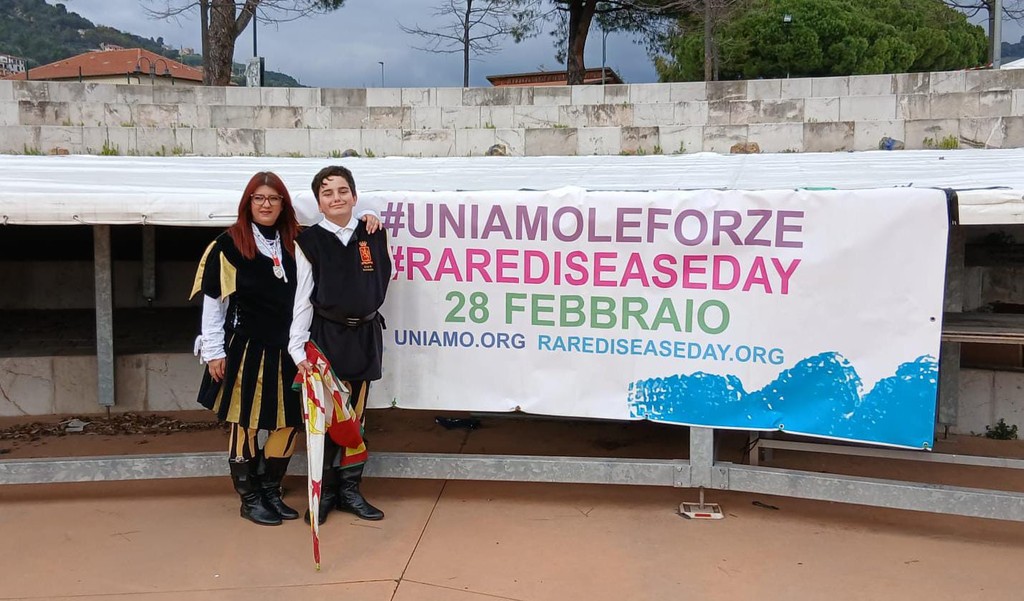 #UNIAMOLEFORZE
#RAREDISEASEDAY
28 FEBBRAIO
UNIAMO.ORG RAREDISEASEDAY.ORG